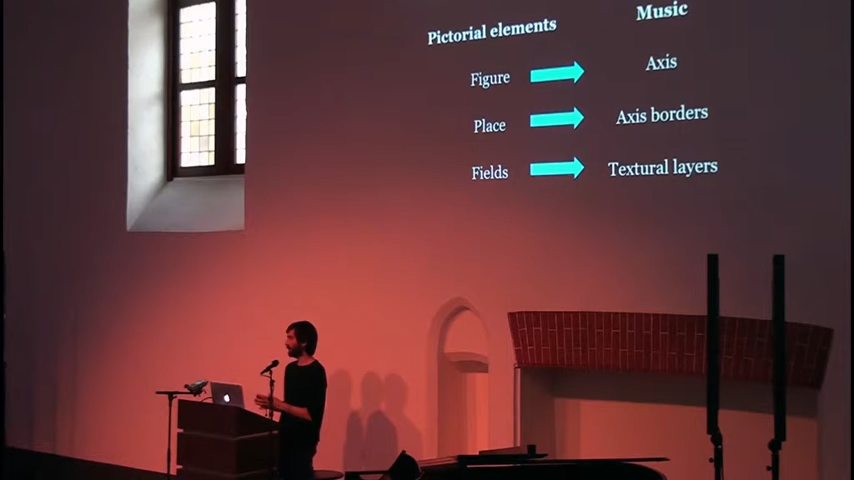 Pictorial elements Music
Figure Axis
Place Axis borders
Fields Textural layers